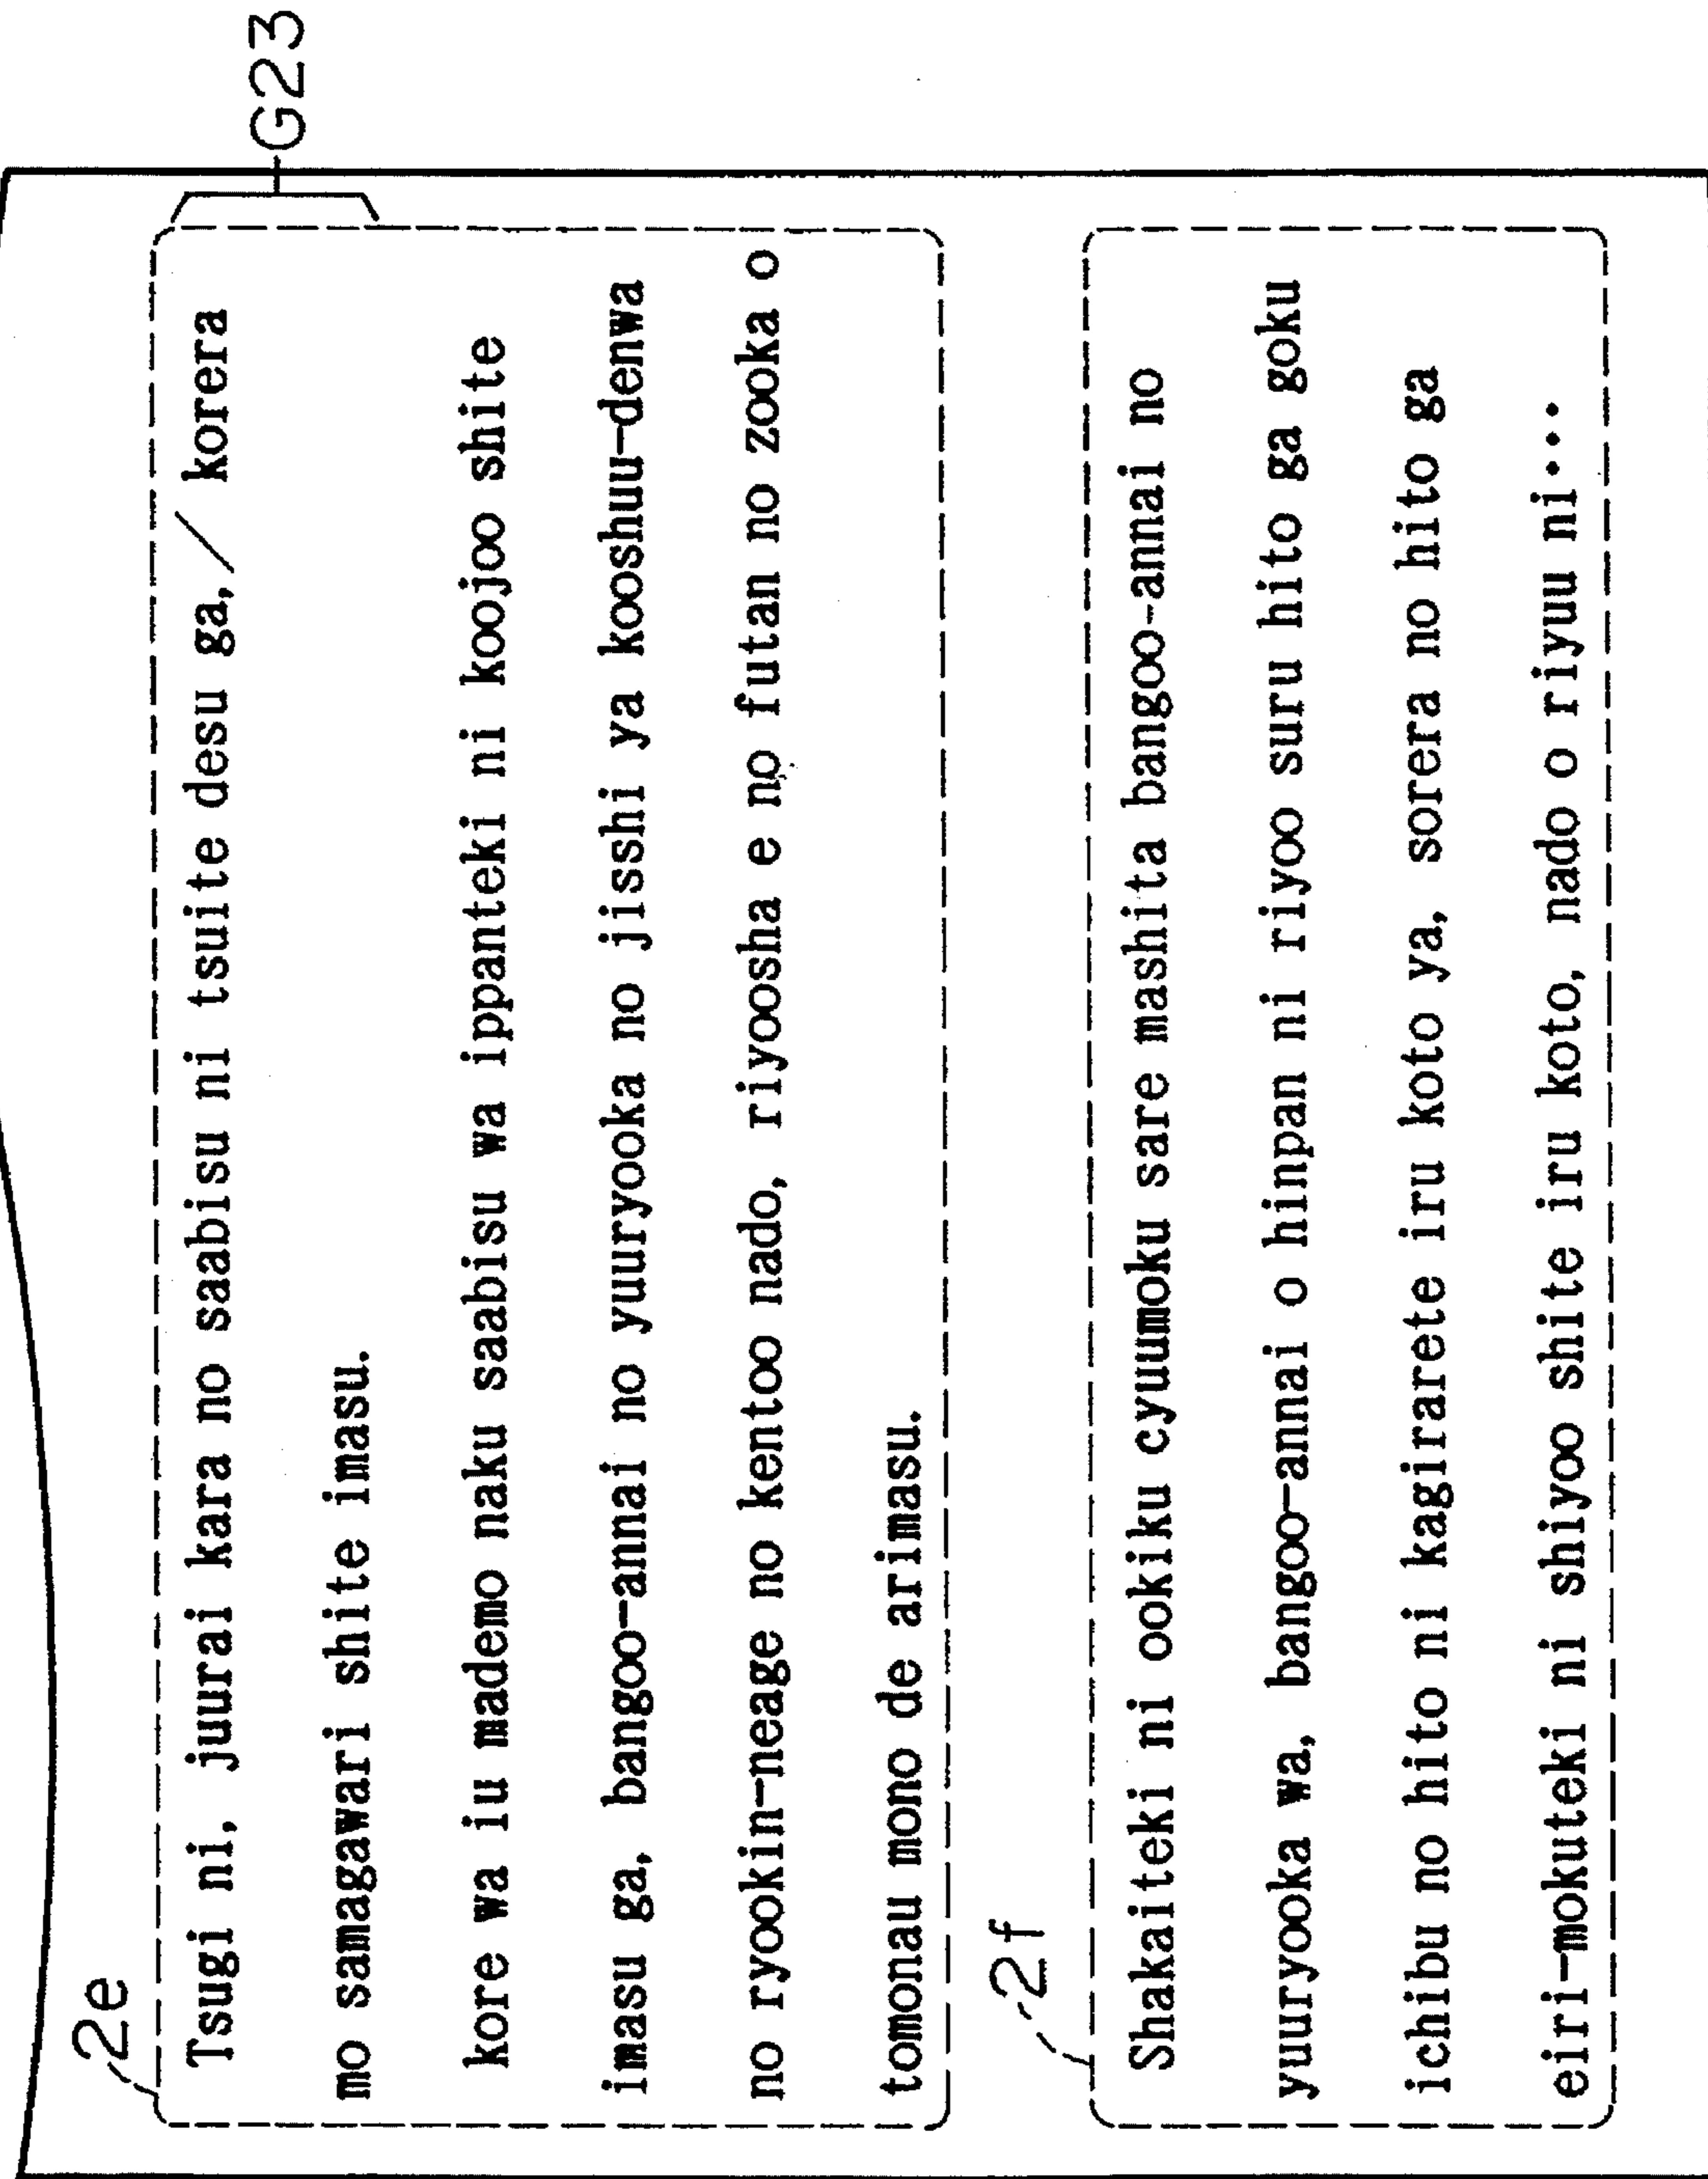 2e
Tsugi ni, juurai kara no saabisu ni tsuite desu ga,/ korera
G23
mo samagawari shite imasu.
kore wa iu mademo naku saabisu wa ippanteki ni koojoo shite
imasu ga, bangoo-annai no yuuryooka no jisshi ya kooshuu-denwa
no ryookin-neage no kentoo nado, riyoosha e no futan no zooka o
tomonau mono de arimasu.
2f
Shakaiteki ni ookiku cyuumoku sare mashita bangoo-annai no
yuuryooka wa, bangoo-annai o hinpan ni riyoo suru hito ga goku
ichibu no hito ni kagirarete iru koto ya, sorera no hito ga
eiri-mokuteki ni shiyoo shite iru koto, nado o riyuu ni···